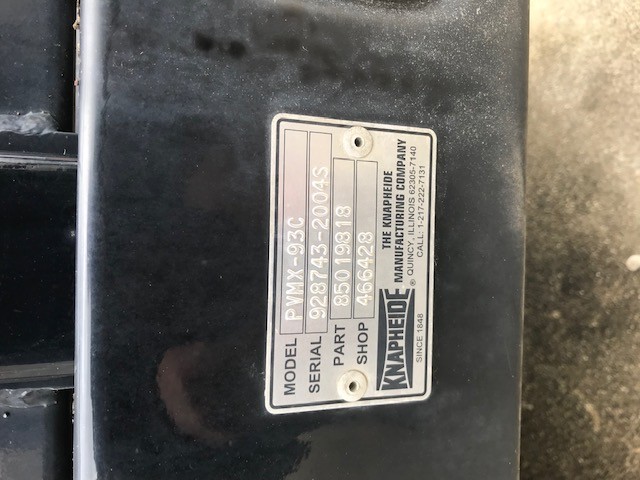 MODEL PVMX-93C
SERIAL 928743-2004S
PART 85019818
SHOP 466428
KNAPHEIDE ®
SINCE 1848
THE KNAPHEIDE
MANUFACTURING COMPANY
QUINCY, ILLINOIS 62305-7140
CALL: 1-217-222-7131